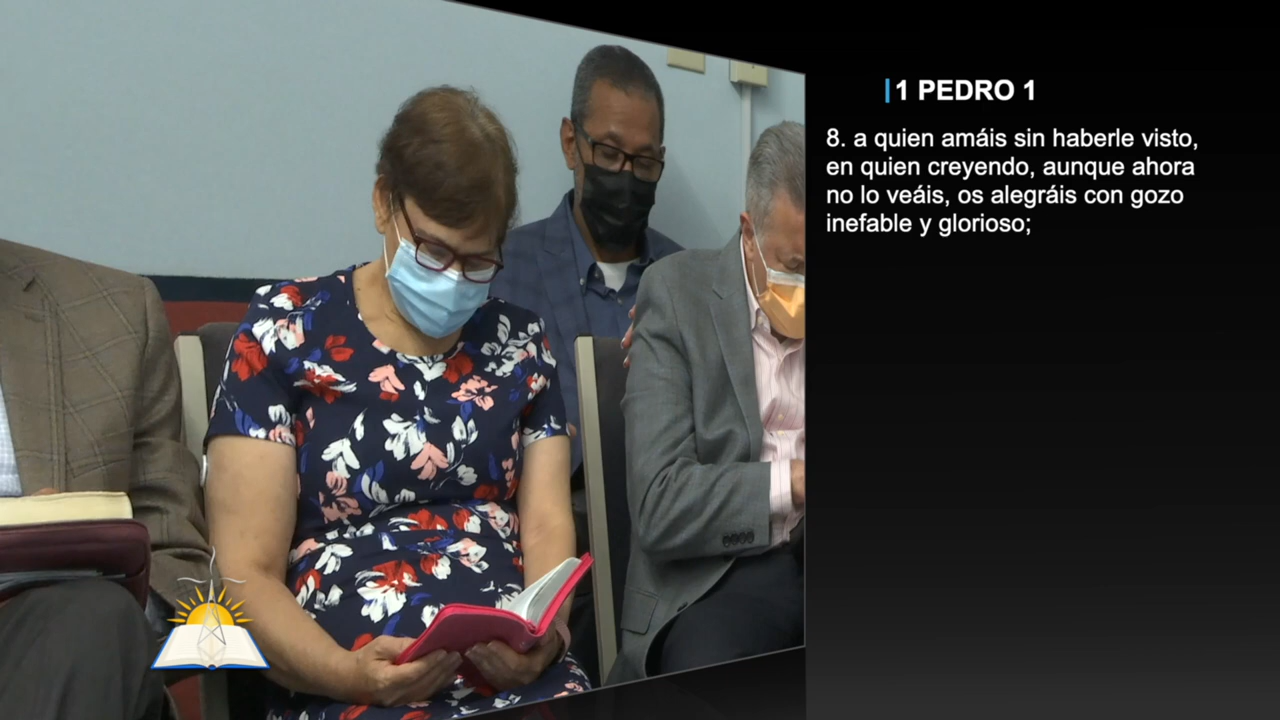 1 PEDRO 1
8. a quien amáis sin haberle visto,
en quien creyendo, aunque ahora
no lo veáis, os alegráis con gozo
inefable y glorioso;